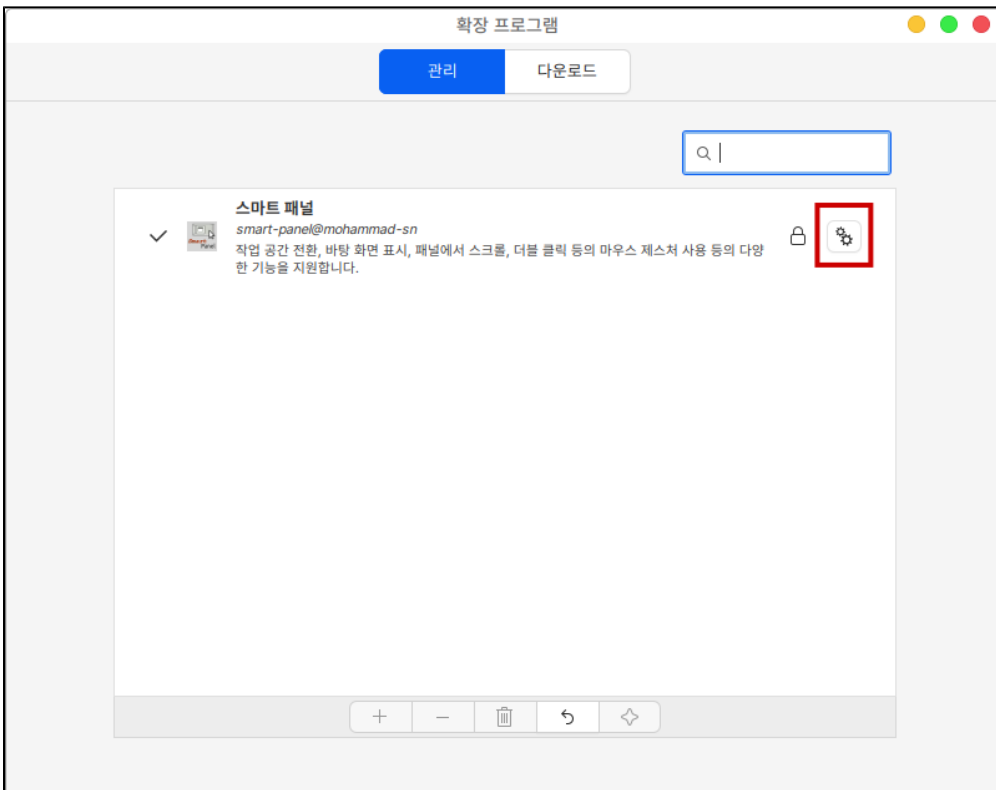 확장 프로그램
관리
다운로드
스마트 패널
smart-panel@mohammad-sn
작업 공간 전환, 바탕 화면 표시, 패널에서 스크롤, 더블 클릭 등의 마우스 제스처 사용 등의 다양
한 기능을 지원합니다.
Smart
Panel